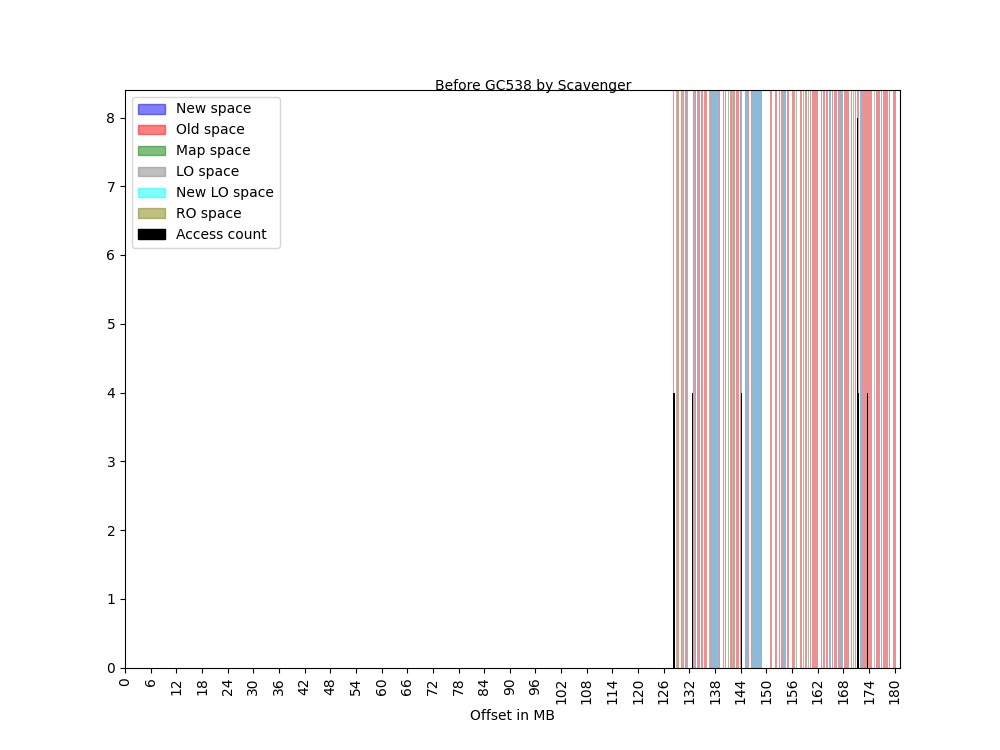 Before GC538 by Scavenger
New space
Old space
Map space
LO space
New LO space
RO space
Access count
8
7
6
5
4
3
2
1
0
0 6 12 18 24 30 36 42 48 54 60 66 72 78 84 90 96 102 108 114 120 126 132 138 144 150 156 162 168 174 180
Offset in MB